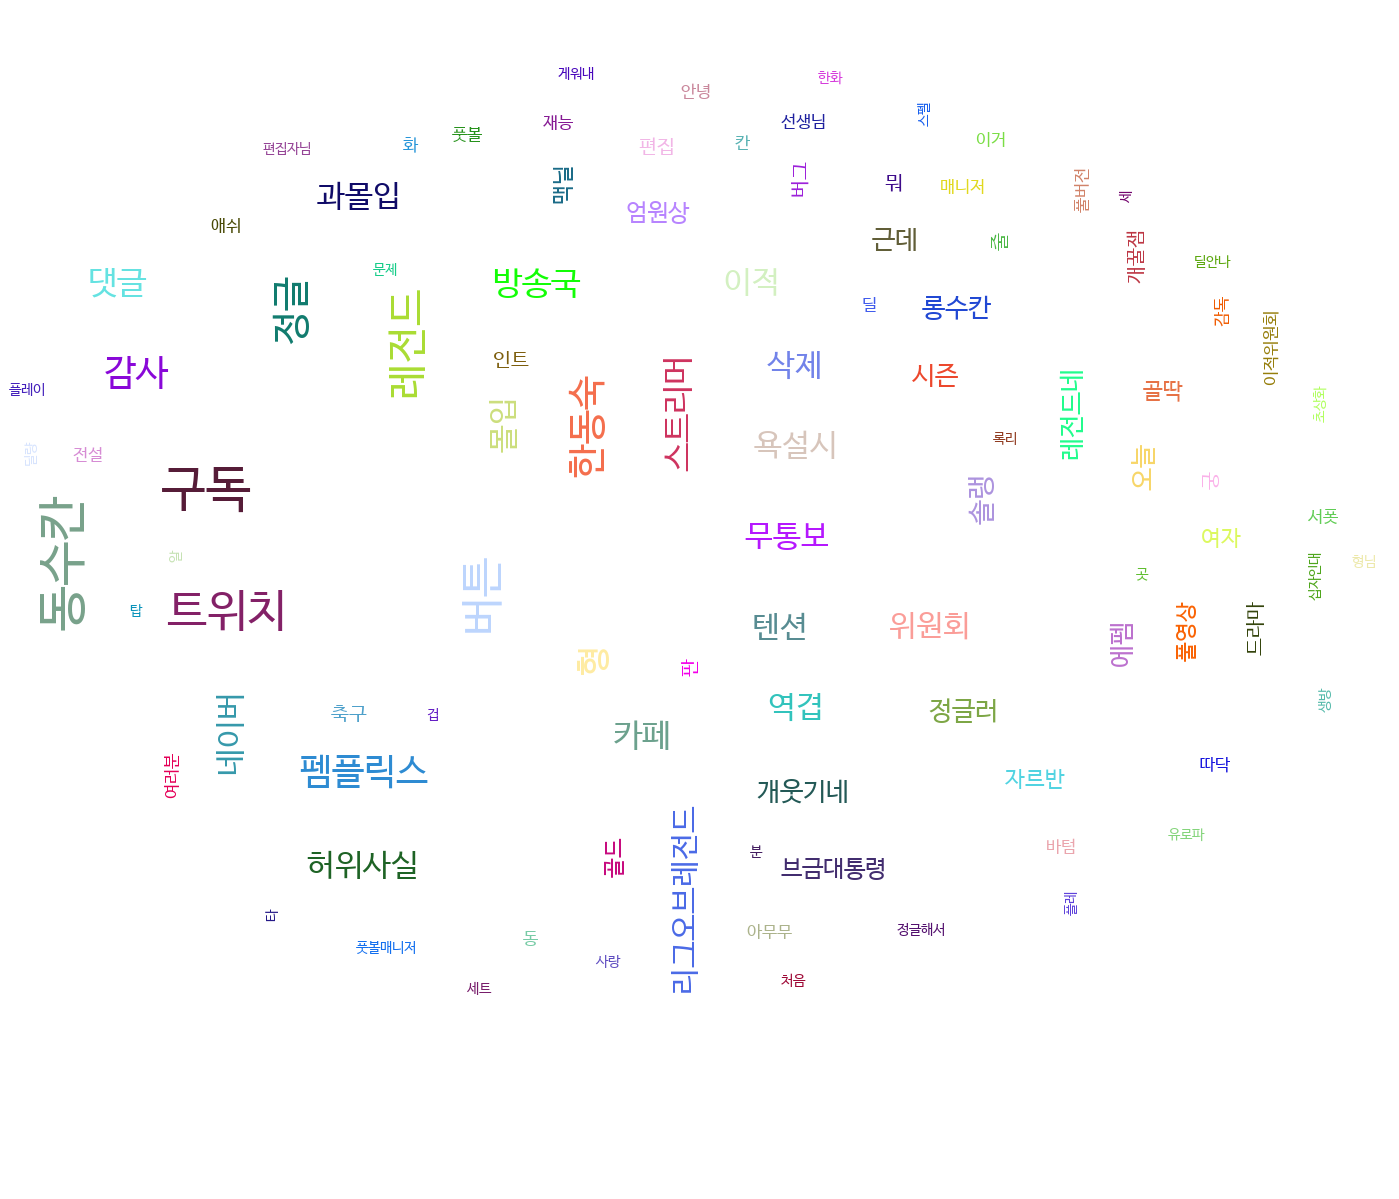 게워내
한화
안녕
스펠
선생님
재능
풋볼
이거
칸
화
편집
편집자님
버그
뭐
맥닐
매니저
풀버전
세
과몰입
엄원상
애쉬
근데
줄
개꿀잼
딜안나
문제
댓글
방송국
이적
딜
롱수칸
정글
감독
레전드
이적위원회
인트
삭제
감사
시즌
플레이
골딱
초상화
스트리머
레전드네
몰입
한동숙
록리
욕설시
전설
딜량
오늘
궁
구독
솔랭
서폿
무통보
여자
동수칸
알
형님
곳
십자인대
버튼
트위치
탑
텐션
위원회
에펨
풀영상
드라마
형
판
생방
역겹
정글러
축구
겁
네이버
카페
따닥
여러분
펨플릭스
자르반
개웃기네
유로파
바텀
분
골드
허위사실
브금대통령
리그오브레전드
플레
타
정글해서
아무무
동
풋볼매니저
사랑
처음
세트